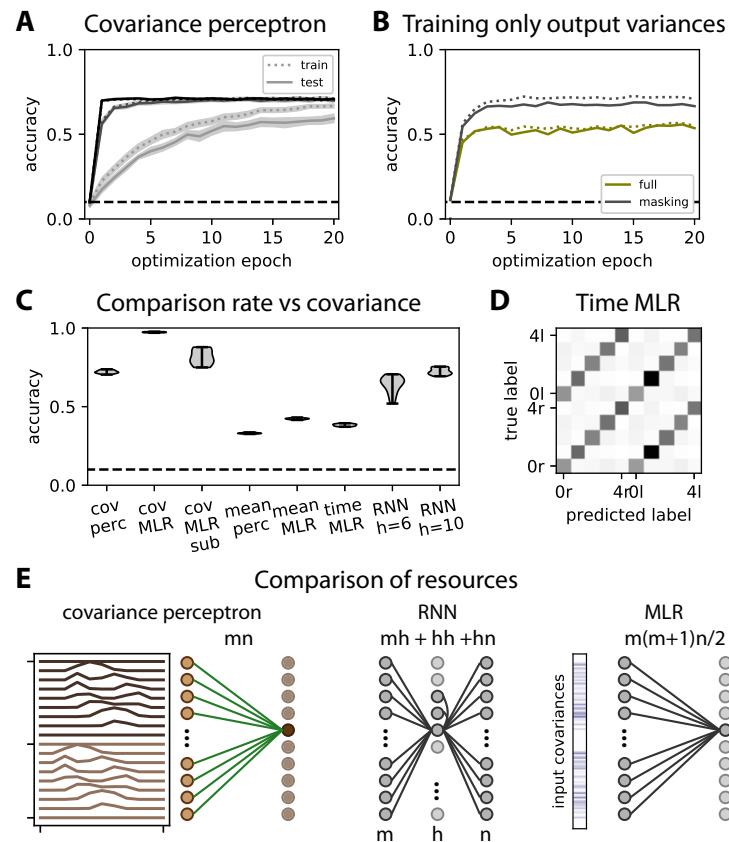 A Covariance perceptron
1.0
0.5
0.0
accuracy
train
test
0 5 10 15 20
optimization epoch
B Training only output variances
1.0
0.5
0.0
accuracy
full
masking
0 5 10 15 20
optimization epoch
C Comparison rate vs covariance
1.0
0.5
0.0
accuracy
cov perc
cov MLR
cov MLR sub
mean perc
mean MLR
time MLR
RNN h=6
RNN h=10
D Time MLR
true label
4l
0l
4r
0r
0r 4r0l 4l
predicted label
E Comparison of resources
covariance perceptron
mn
RNN
mh + hh +hn
m h n
MLR
m(m+1)n/2
input covariances